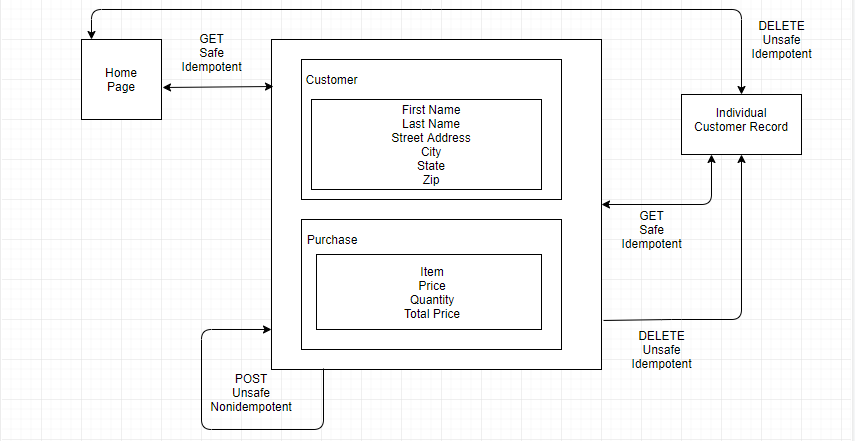 GET
Safe
Idempotent
DELETE
Unsafe
Idempotent
Home
Page
Customer
First Name
Last Name
Street Address
City
State
Zip
Individual
Customer Record
GET
Safe
Idempotent
Purchase
Item
Price
Quantity
Total Price
DELETE
Unsafe
Idempotent
POST
Unsafe
Nonidempotent